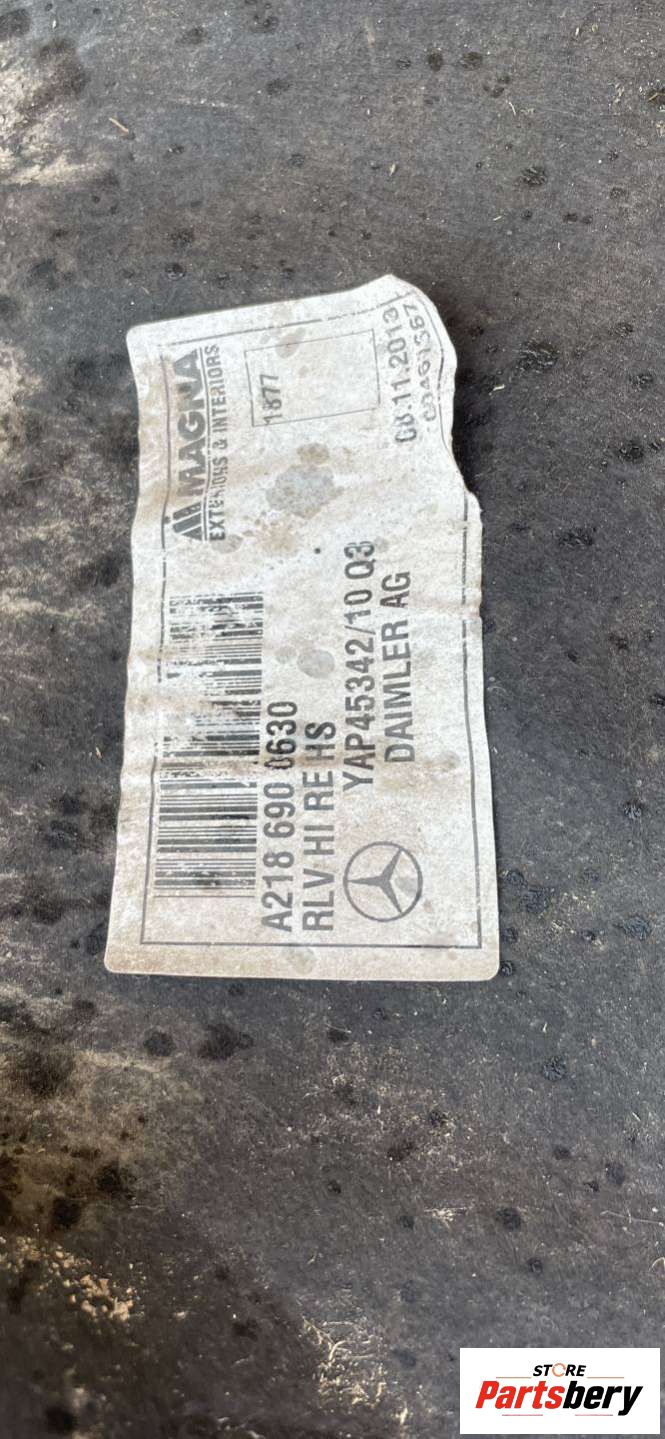 MAGNA
EXTERIORS & INTERIORS
1877
08.11.2013
A218 690 0630
RLV HI RE HS
YAP45342/10 Q3
DAIMLER AG
STORE
Partsbery